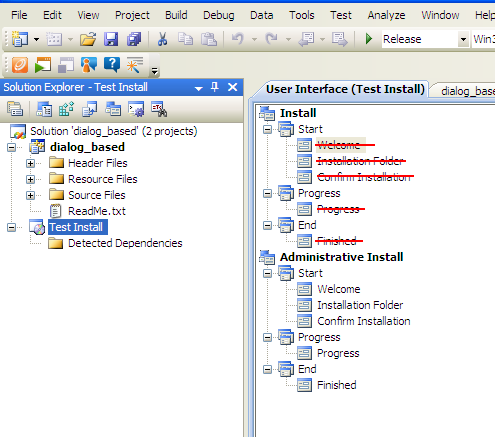 File Edit View Project Build Debug Data Tools Test Analyze Window Help
Release
Solution Explorer - Test Install
Solution 'dialog_based' (2 projects)
dialog_based
Header Files
Resource Files
Source Files
ReadMe.txt
Test Install
Detected Dependencies
User Interface (Test Install)
Install
Start
Welcome
Installation Folder
Confirm Installation
Progress
Progress
End
Finished
Administrative Install
Start
Welcome
Installation Folder
Confirm Installation
Progress
Progress
End
Finished